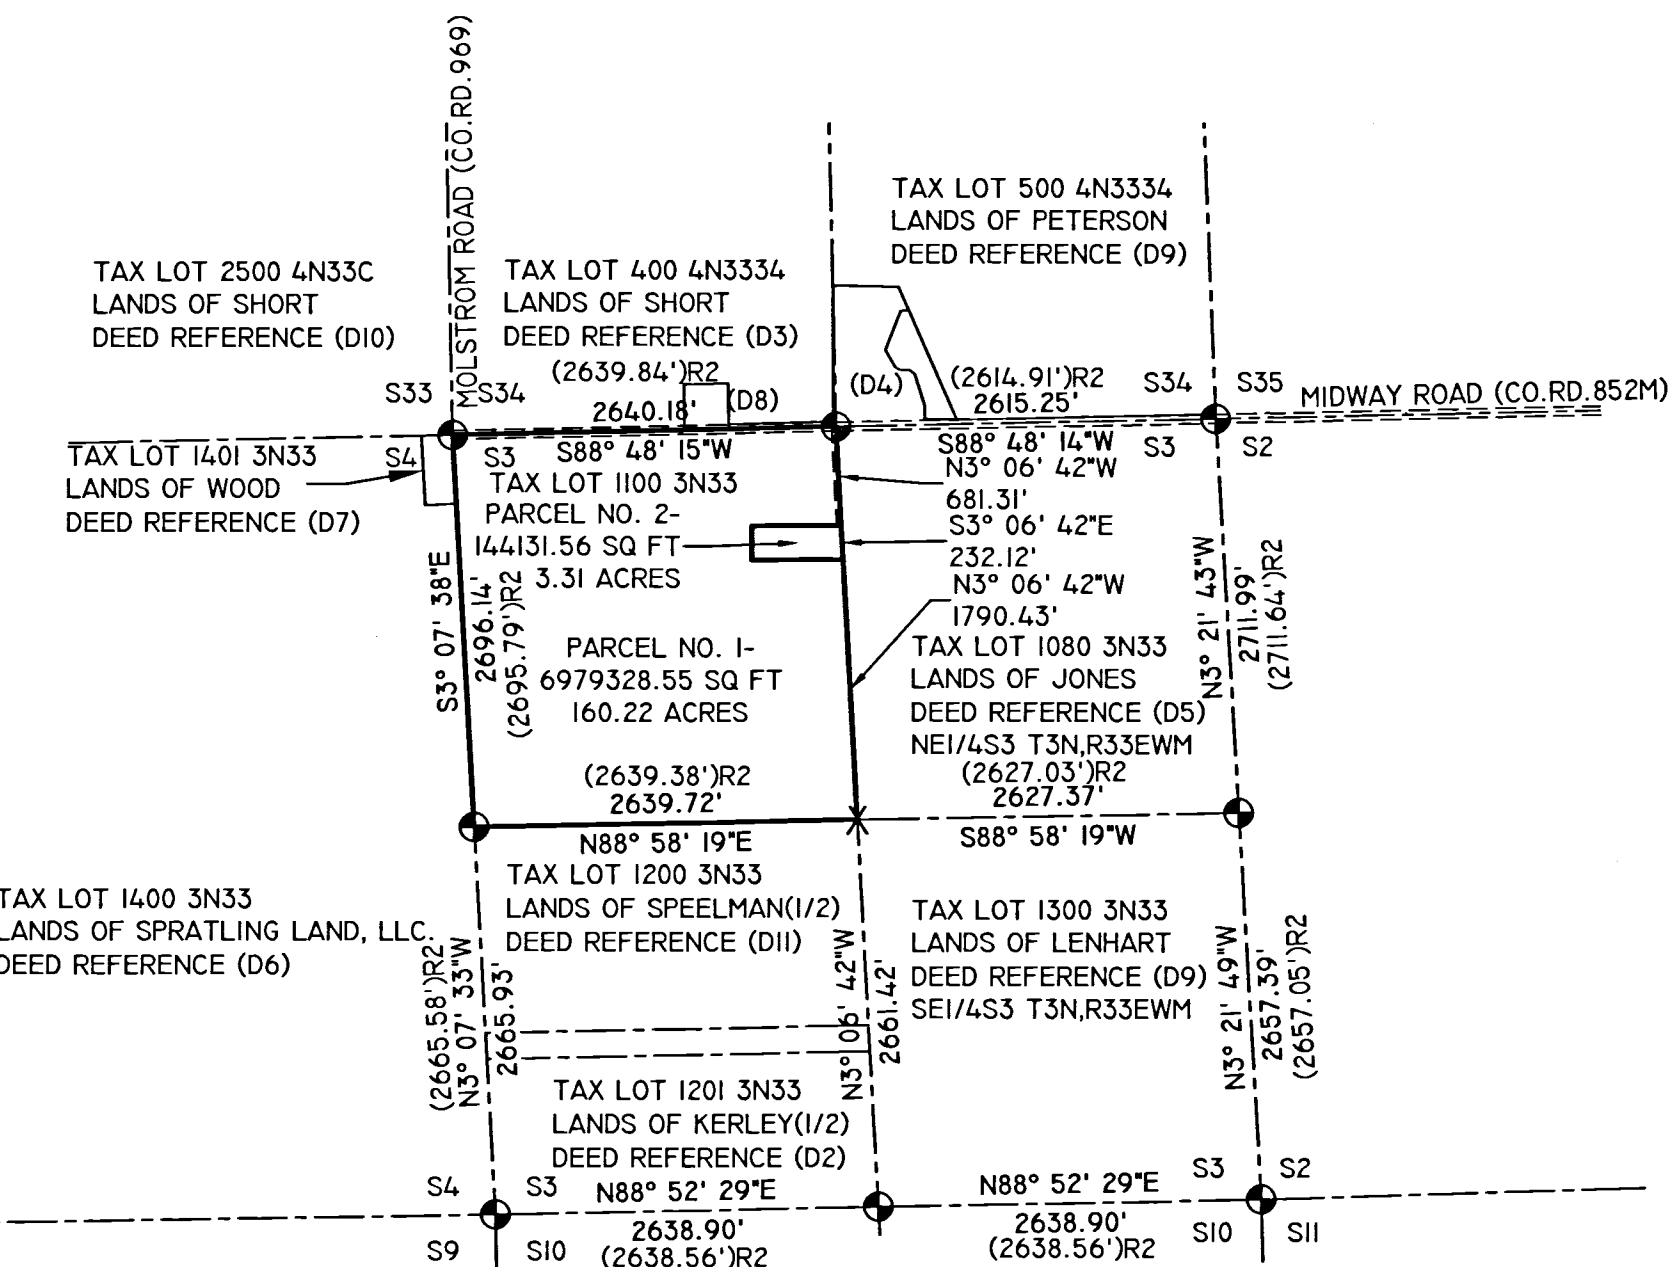 MOLSTROM ROAD (CO.RD.969)
TAX LOT 500 4N3334
LANDS OF PETERSON
DEED REFERENCE (D9)
TAX LOT 2500 4N33C
LANDS OF SHORT
DEED REFERENCE (D10)
TAX LOT 400 4N3334
LANDS OF SHORT
DEED REFERENCE (D3)
(2639.84')R2
2640.18'
(D8)
(D4)
(2614.91')R2
2615.25'
S33
S34
S34
S35
MIDWAY ROAD (CO.RD.852M)
S4
S3
S88° 48' 15"W
S88° 48' 14"W
S3
S2
TAX LOT 1401 3N33
LANDS OF WOOD
DEED REFERENCE (D7)
TAX LOT 1100 3N33
PARCEL NO. 2-
144131.56 SQ FT
3.31 ACRES
N3° 06' 42"W
681.31'
S3° 06' 42"E
232.12'
N3° 06' 42"W
1790.43'
S3° 07' 38"E
2696.14'
(2695.79')R2
PARCEL NO. 1-
6979328.55 SQ FT
160.22 ACRES
TAX LOT 1080 3N33
LANDS OF JONES
DEED REFERENCE (D5)
NE1/4S3 T3N,R33EWM
N3° 21' 43"W
2711.99'
(2711.64')R2
(2639.38')R2
2639.72'
N88° 58' 19"E
(2627.03')R2
2627.37'
S88° 58' 19"W
TAX LOT 1400 3N33
LANDS OF SPRATLING LAND, LLC.
DEED REFERENCE (D6)
TAX LOT 1200 3N33
LANDS OF SPEELMAN(1/2)
DEED REFERENCE (D11)
TAX LOT 1300 3N33
LANDS OF LENHART
DEED REFERENCE (D9)
SE1/4S3 T3N,R33EWM
(2665.58')R2
N3° 07' 33"W
2665.93'
N3° 06' 42"W
2661.42'
N3° 21' 49"W
2657.39'
(2657.05')R2
TAX LOT 1201 3N33
LANDS OF KERLEY(1/2)
DEED REFERENCE (D2)
S4
S3
N88° 52' 29"E
N88° 52' 29"E
S3
S2
S9
S10
2638.90'
(2638.56')R2
2638.90'
(2638.56')R2
S10
S11